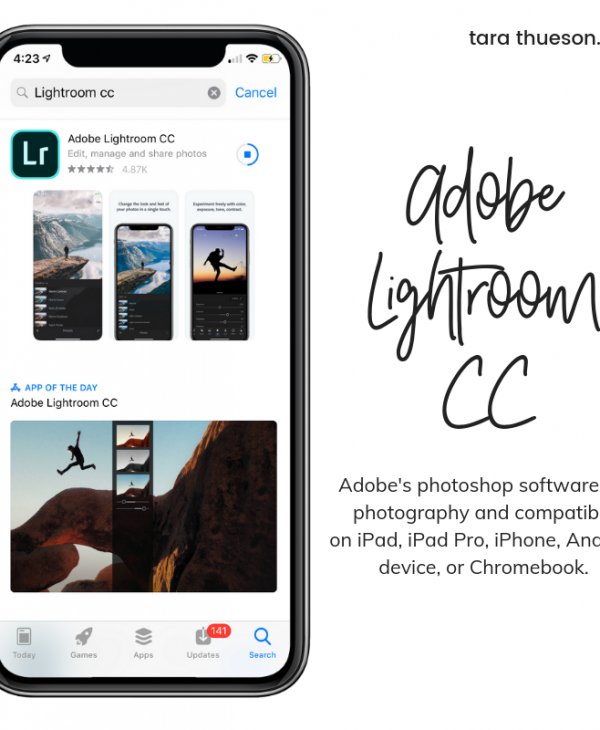 tara thueson.
4:23
Lightroom cc
Cancel
Lr
Adobe Lightroom CC
Edit, manage and share photos
4.87K
Change the look and feel of
your photos in a single touch.
Experiment freely with color,
exposure, tone, contrast.
APP OF THE DAY
Adobe Lightroom CC
141
Today
Games
Apps
Updates
Search
adobe
Lightroom
CC
Adobe's photoshop software
photography and compatib
on iPad, iPad Pro, iPhone, And
device, or Chromebook.